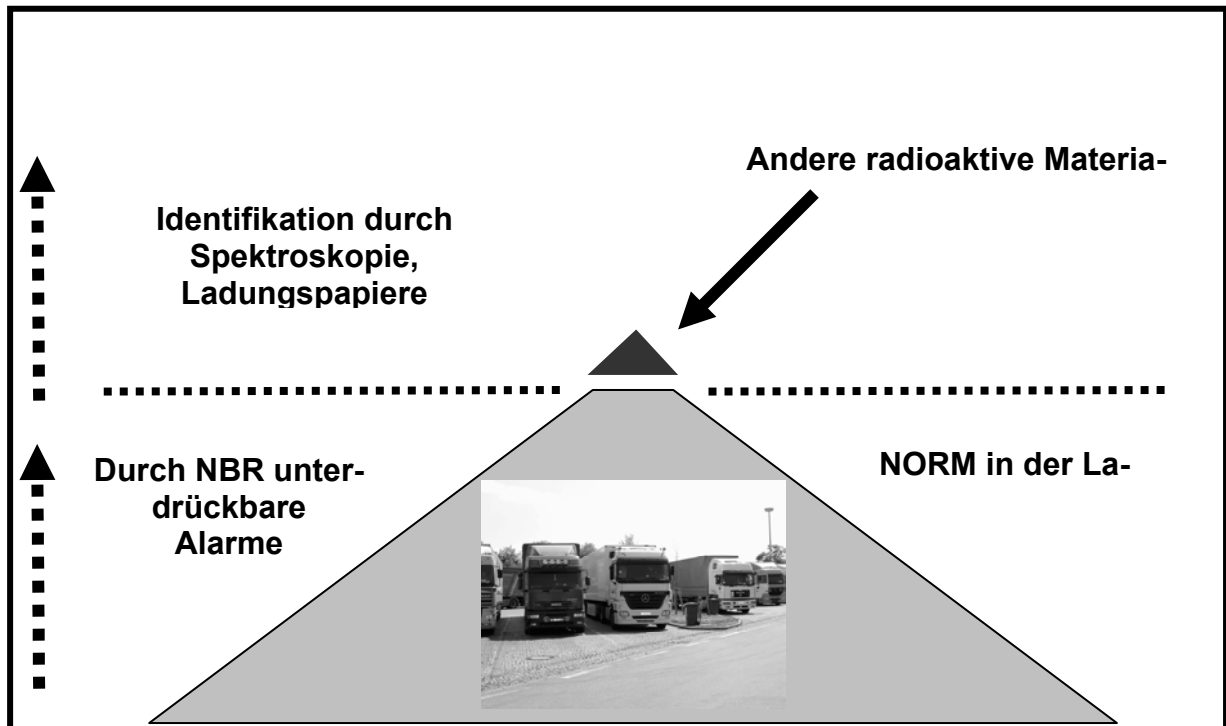 Andere radioaktive Materia-
Identifikation durch
Spektroskopie,
Ladungspapiere
Durch NBR unter-
drückbare
Alarme
NORM in der La-